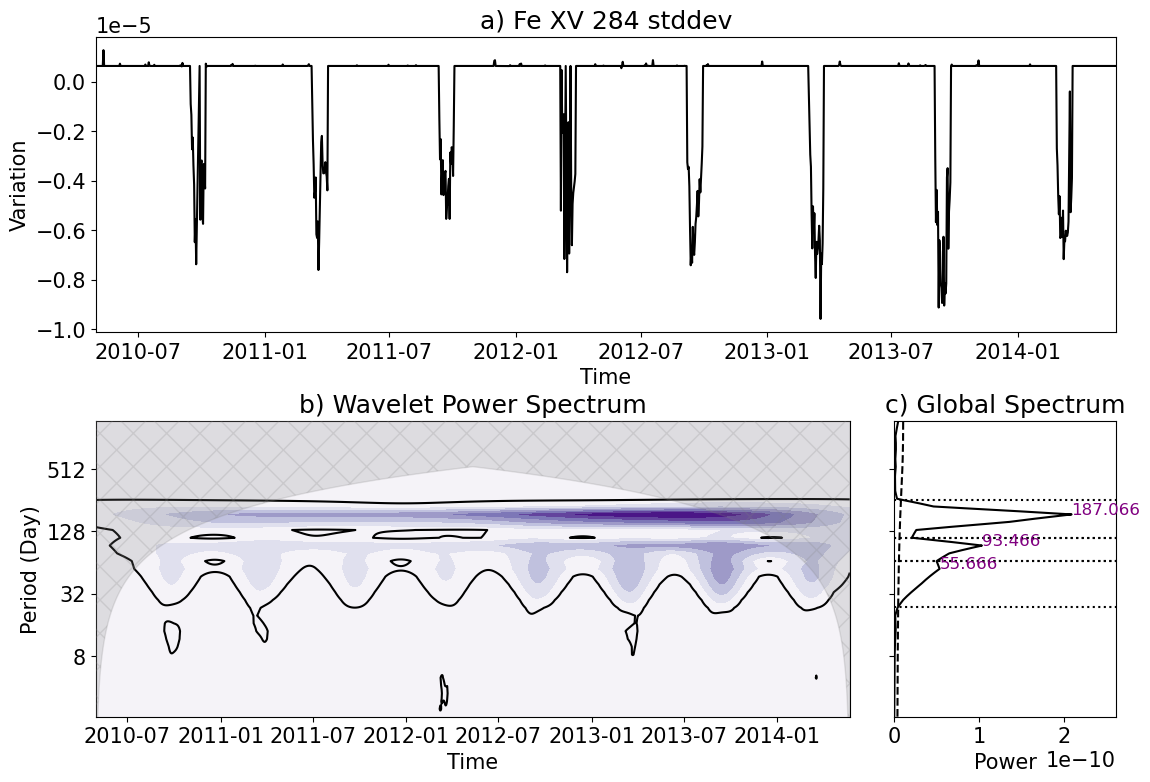 a) Fe XV 284 stddev
1e−5
0.0
−0.2
−0.4
−0.6
−0.8
−1.0
Variation
2010-07 2011-01 2011-07 2012-01 2012-07 2013-01 2013-07 2014-01
Time
b) Wavelet Power Spectrum
512
128
32
8
Period (Day)
2010-07 2011-01 2011-07 2012-01 2012-07 2013-01 2013-07 2014-01
Time
c) Global Spectrum
187.066
93.466
55.666
0 1 2
Power 1e−10